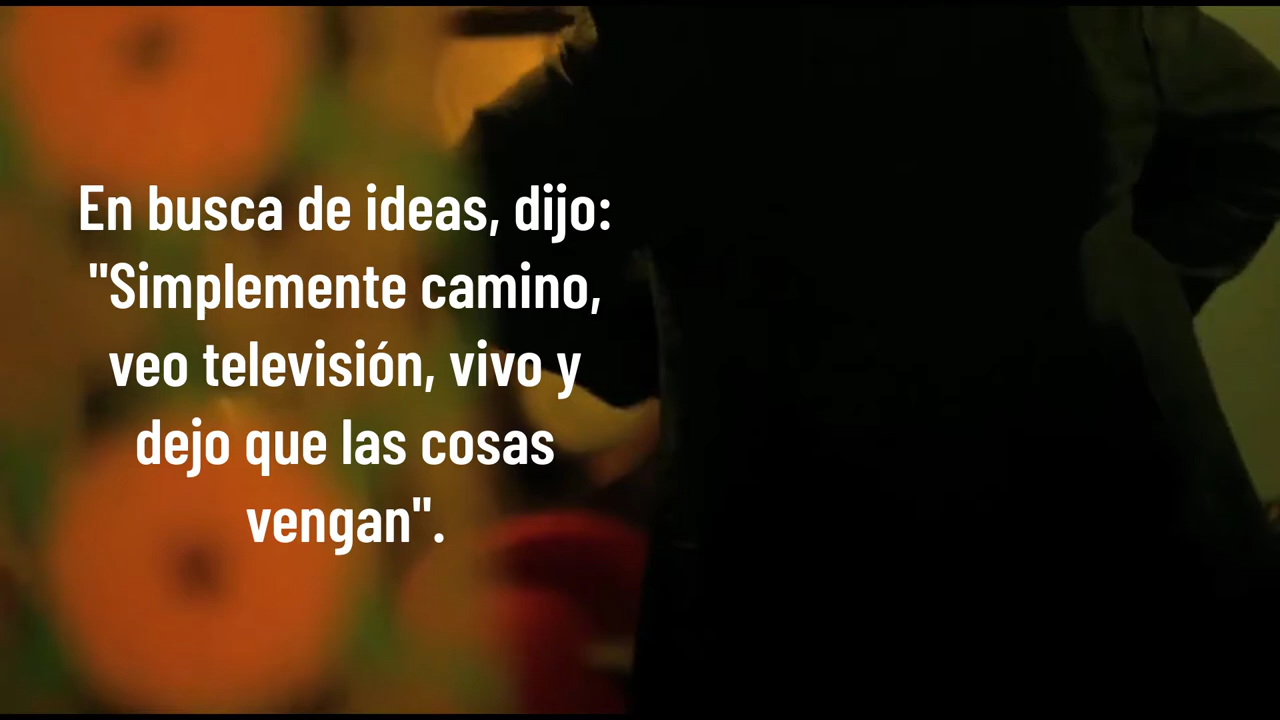 En busca de ideas, dijo:
"Simplemente camino,
veo televisión, vivo y
dejo que las cosas
vengan".